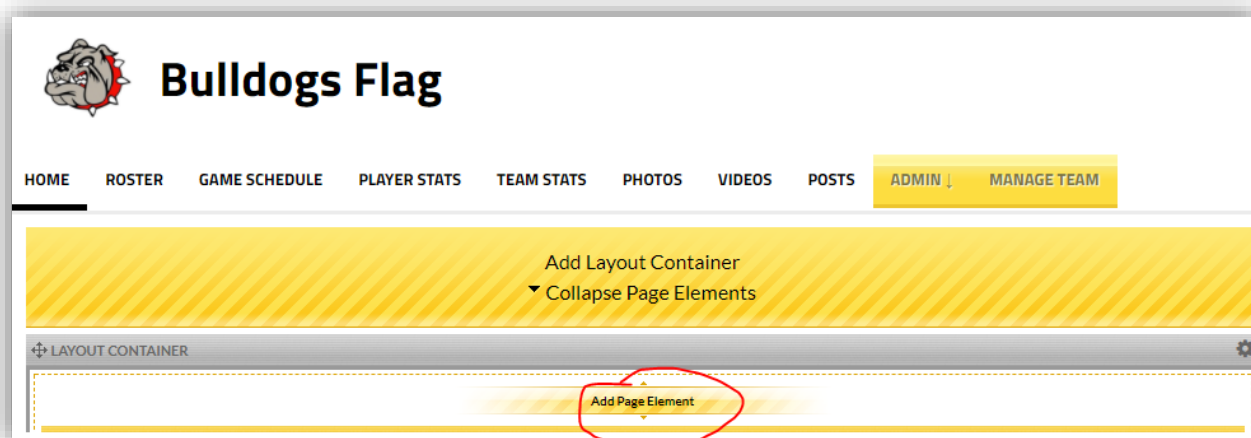 Bulldogs Flag
HOME ROSTER GAME SCHEDULE PLAYER STATS TEAM STATS PHOTOS VIDEOS POSTS ADMIN ↓ MANAGE TEAM
Add Layout Container
Collapse Page Elements
LAYOUT CONTAINER
Add Page Element